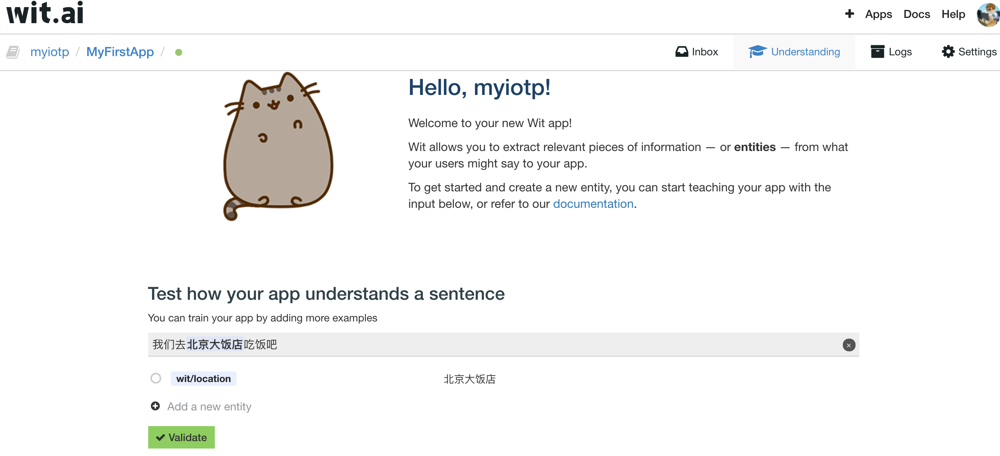 wit.ai
+ Apps Docs Help
myiotp / MyFirstApp /
Inbox Understanding Logs Settings
Hello, myiotp!
Welcome to your new Wit app!
Wit allows you to extract relevant pieces of information — or entities — from what
your users might say to your app.
To get started and create a new entity, you can start teaching your app with the
input below, or refer to our documentation.
Test how your app understands a sentence
You can train your app by adding more examples
我们去北京大饭店吃饭吧
wit/location 北京大饭店
Add a new entity
Validate